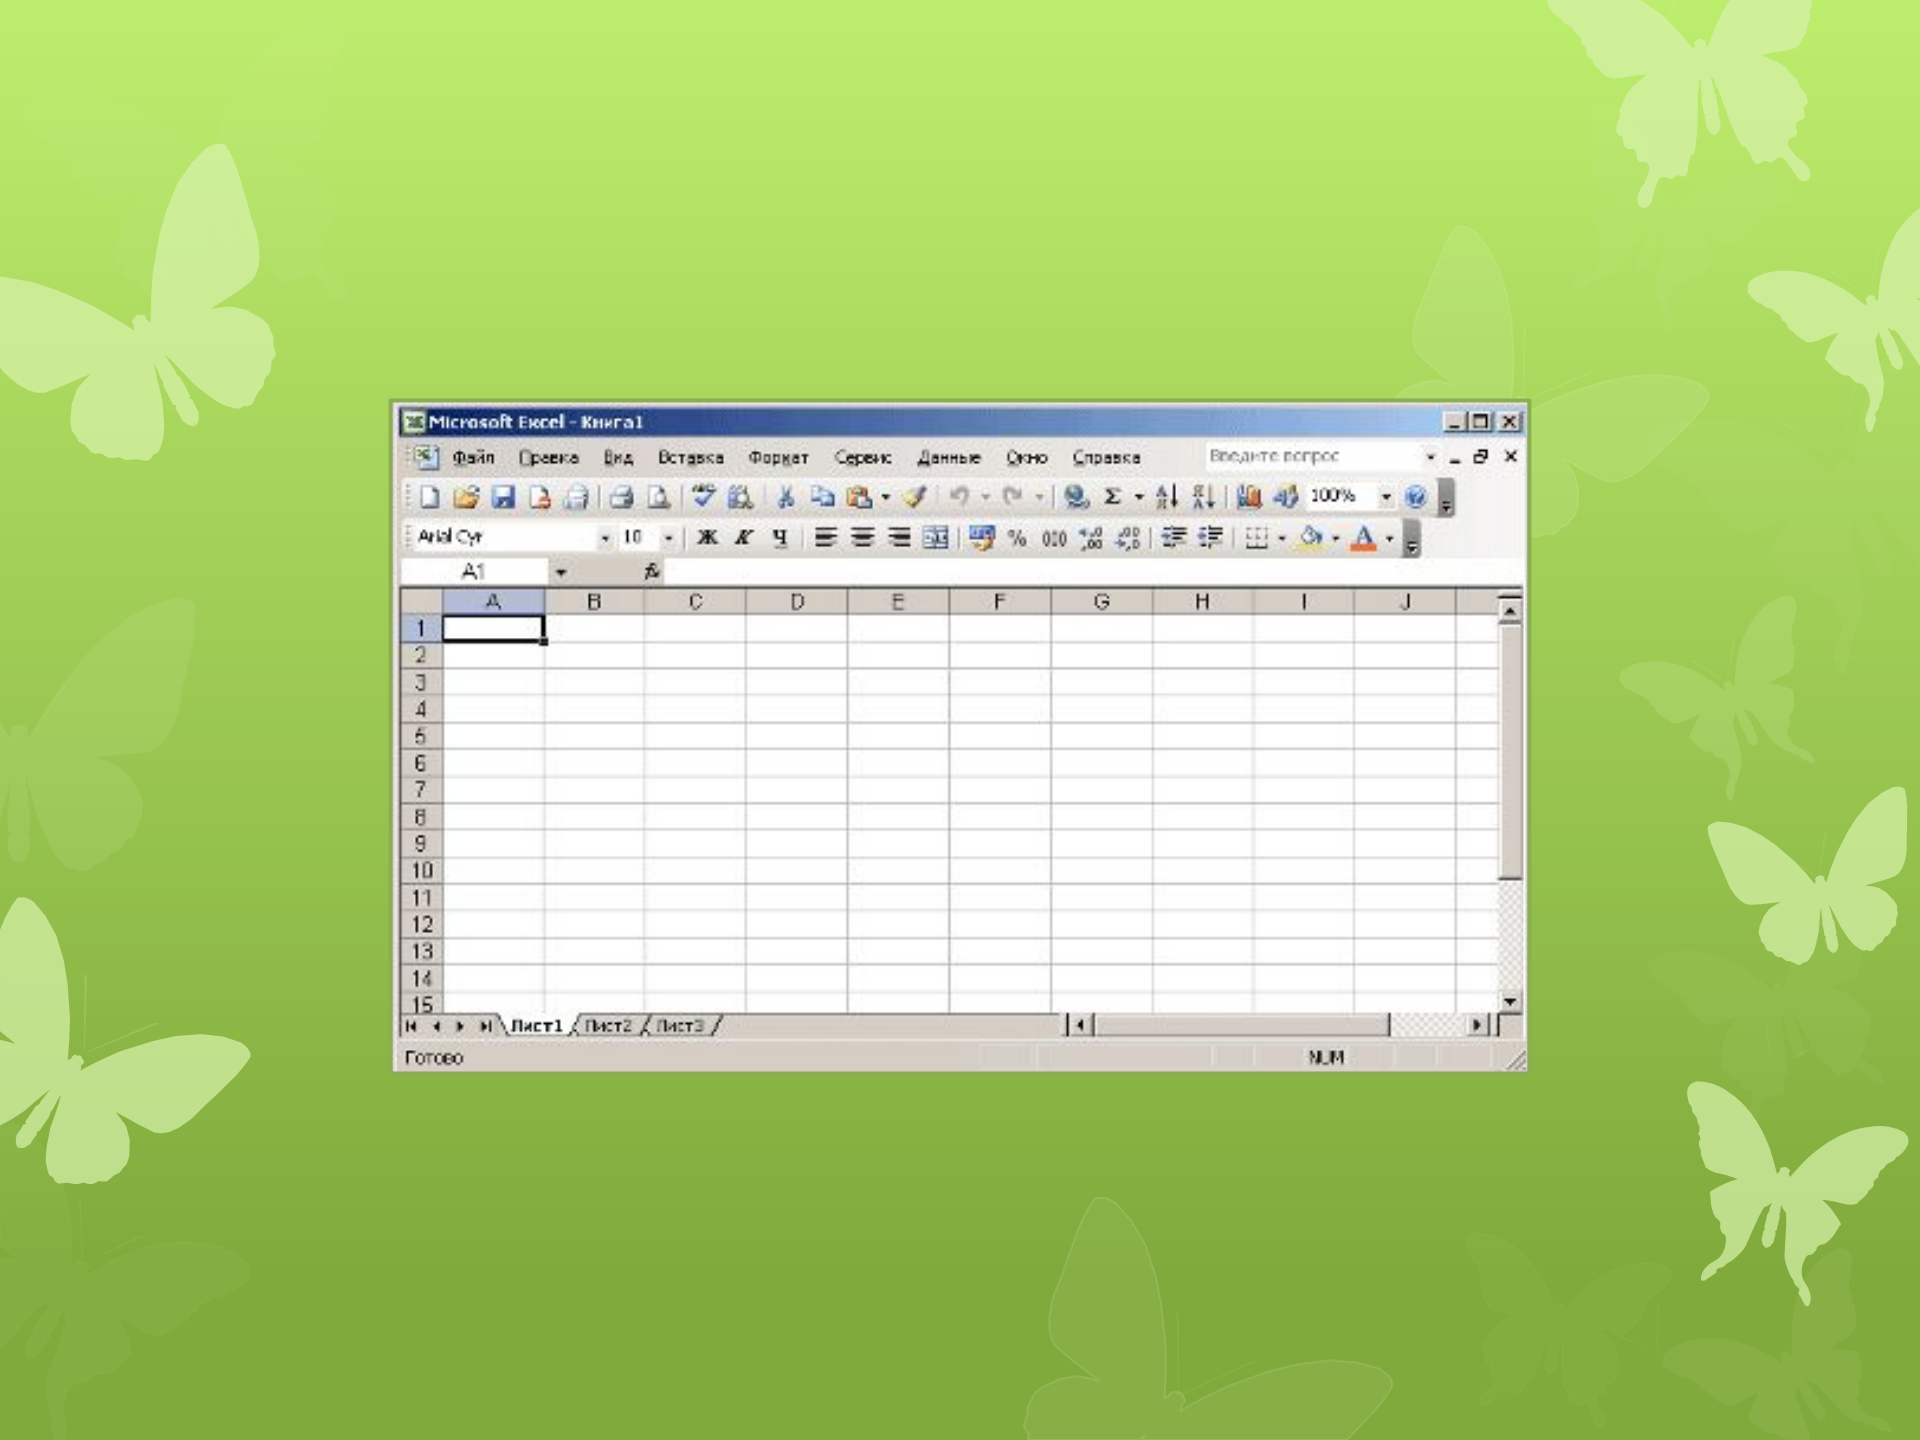 Microsoft Excel - Книга1
Файл Правка Вид Вставка Формат Сервис Данные Окно Справка Введите вопрос
100%
Arial Cyr 10 Ж К Ч % 000
A1 fx
A B C D E F G H I J
1
2
3
4
5
6
7
8
9
10
11
12
13
14
15
Лист1 Лист2 Лист3
Готово NUM